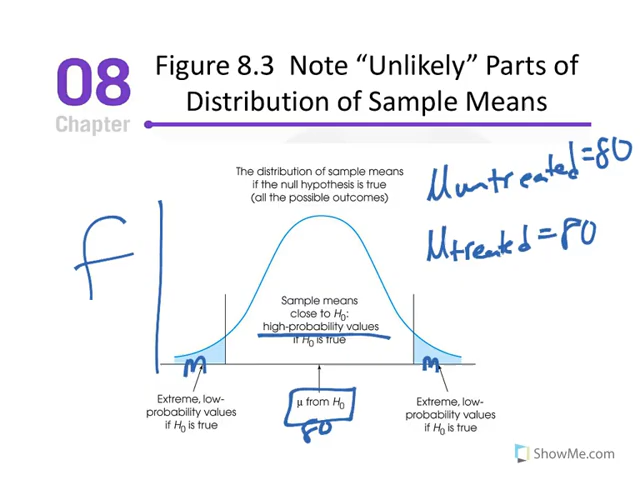 08
Chapter
Figure 8.3 Note “Unlikely” Parts of
Distribution of Sample Means
The distribution of sample means
if the null hypothesis is true
(all the possible outcomes)
μuntreated=80
μtreated=80
f
Sample means
close to H₀:
high-probability values
if H₀ is true
M
M
Extreme, low-
probability values
if H₀ is true
μ from H₀
80
Extreme, low-
probability values
if H₀ is true
ShowMe.com